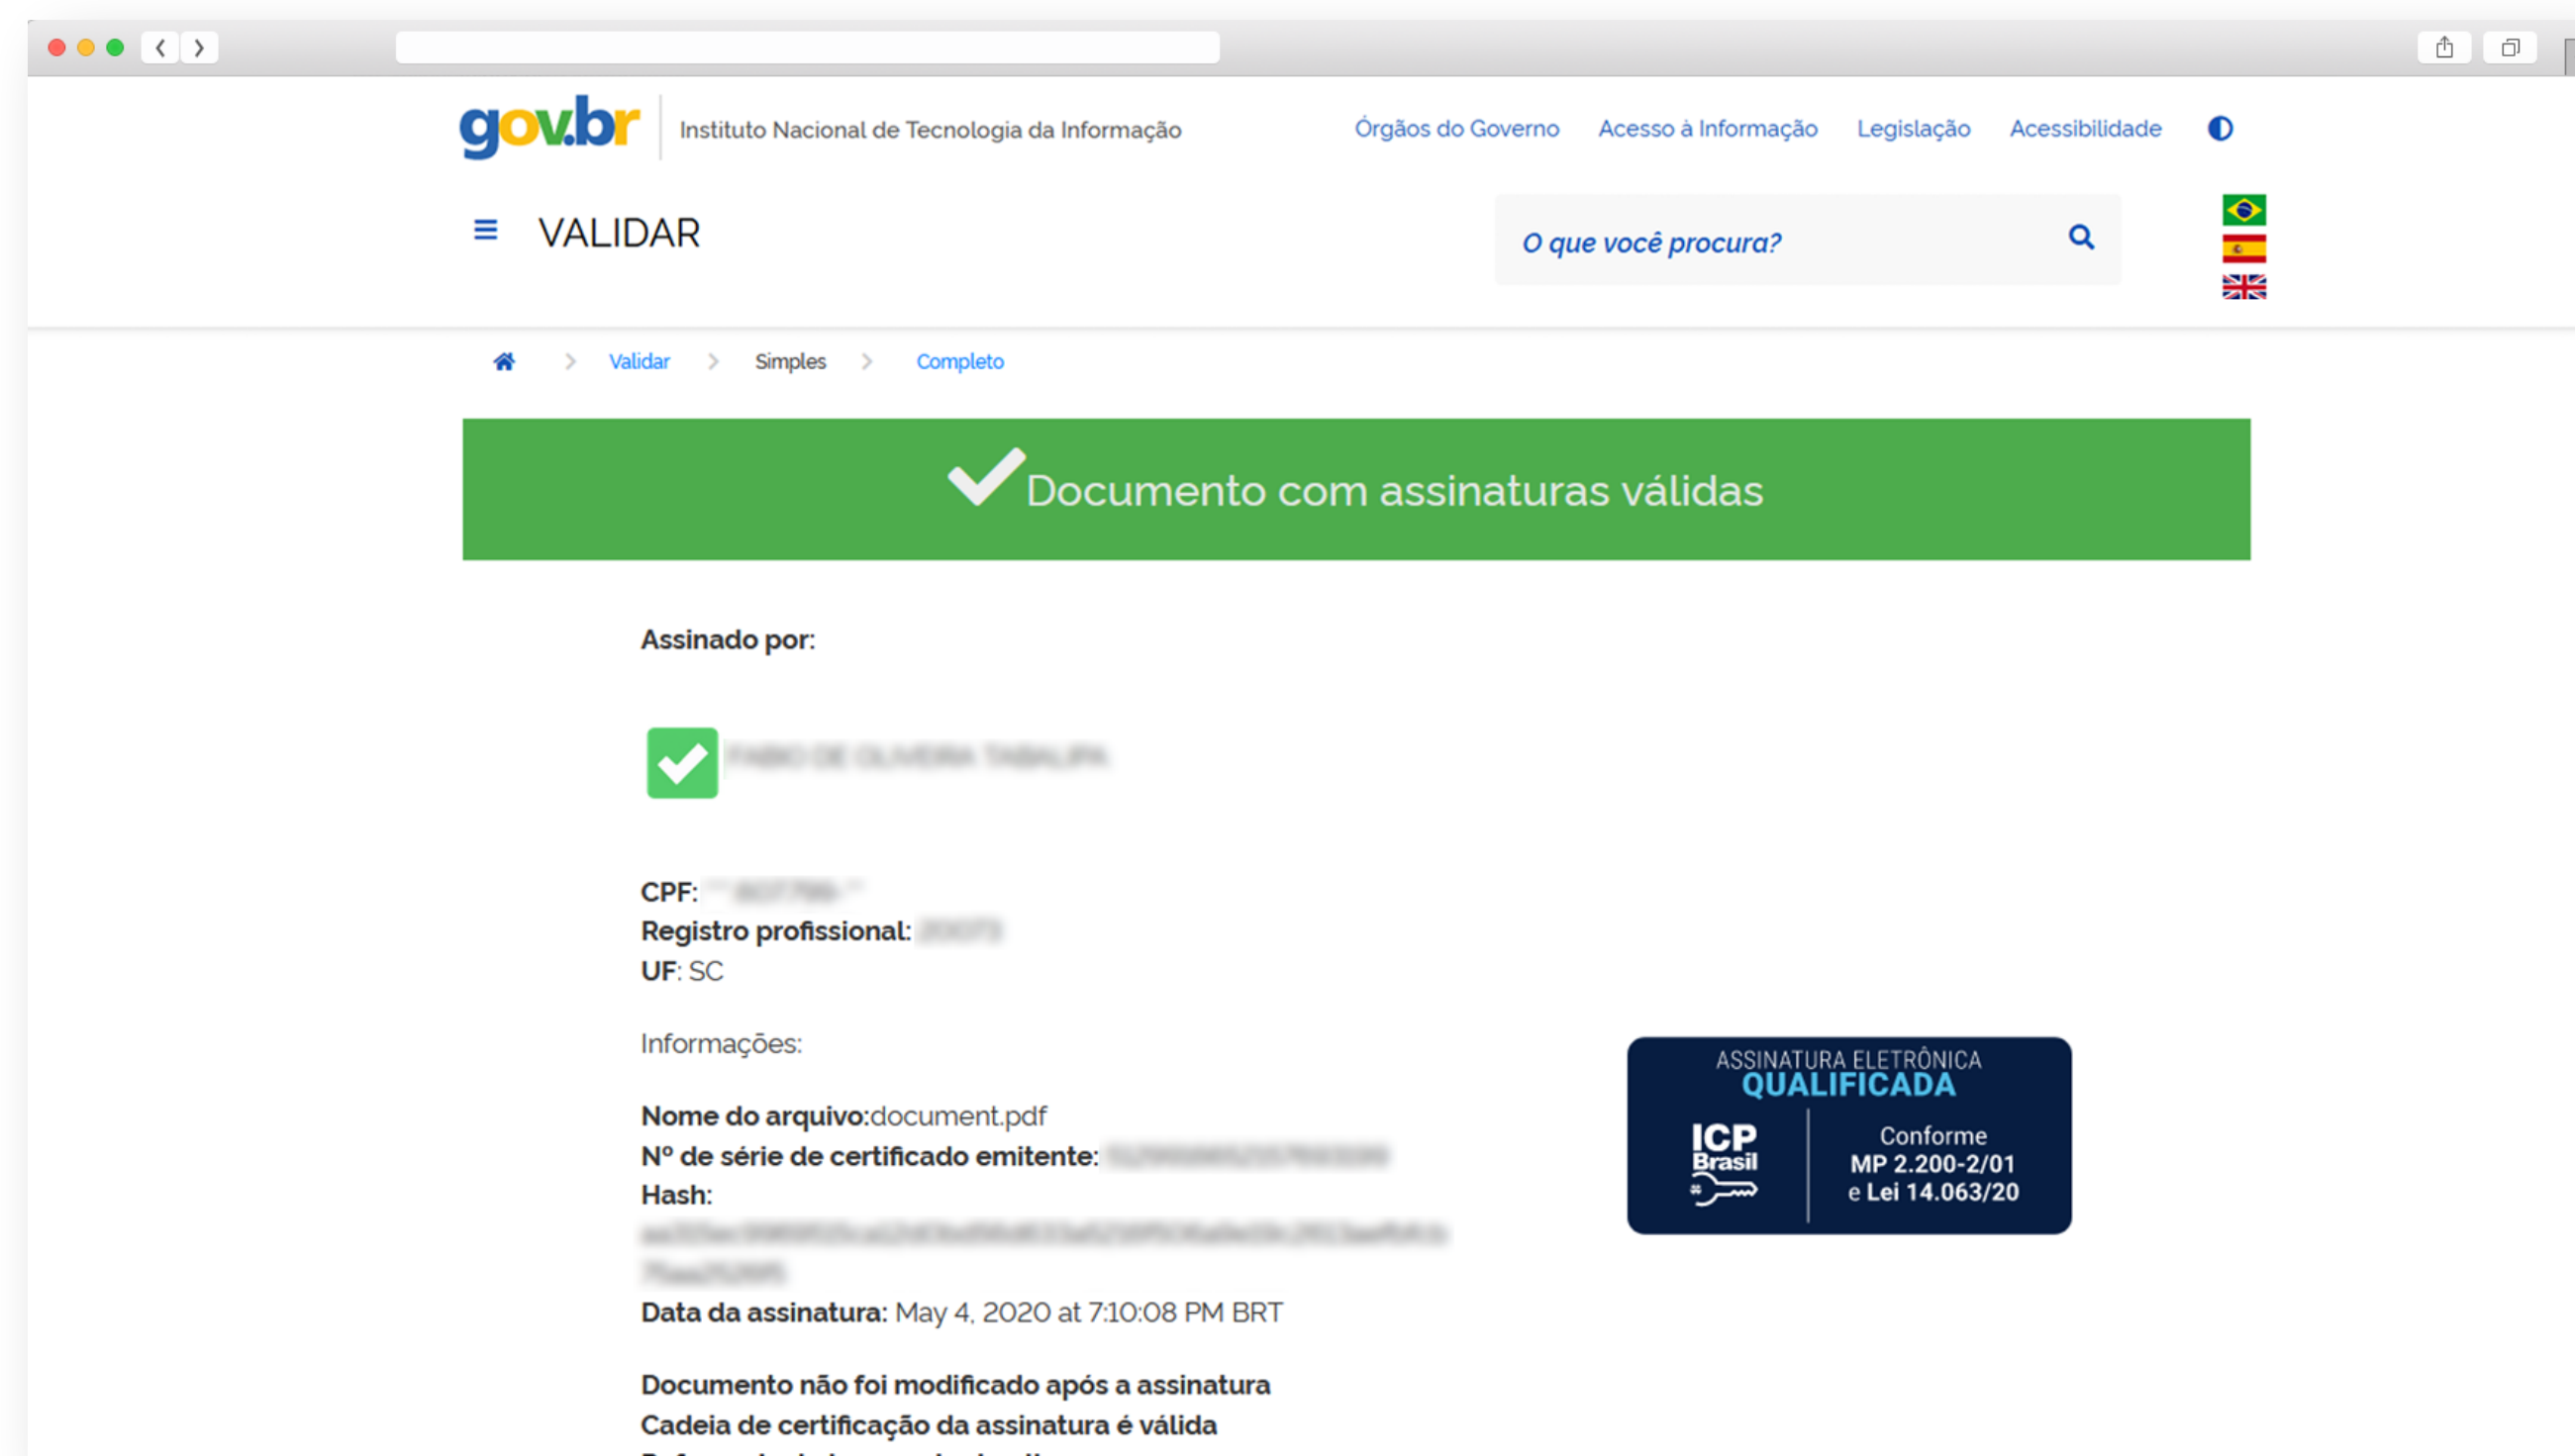 gov.br
Instituto Nacional de Tecnologia da Informação
Órgãos do Governo
Acesso à Informação
Legislação
Acessibilidade
VALIDAR
O que você procura?
Validar
Simples
Completo
Documento com assinaturas válidas
Assinado por:
CPF:
Registro profissional:
UF: SC
Informações:
Nome do arquivo:document.pdf
Nº de série de certificado emitente:
Hash:
Data da assinatura: May 4, 2020 at 7:10:08 PM BRT
Documento não foi modificado após a assinatura
Cadeia de certificação da assinatura é válida
ASSINATURA ELETRÔNICA
QUALIFICADA
ICP
Brasil
Conforme
MP 2.200-2/01
e Lei 14.063/20